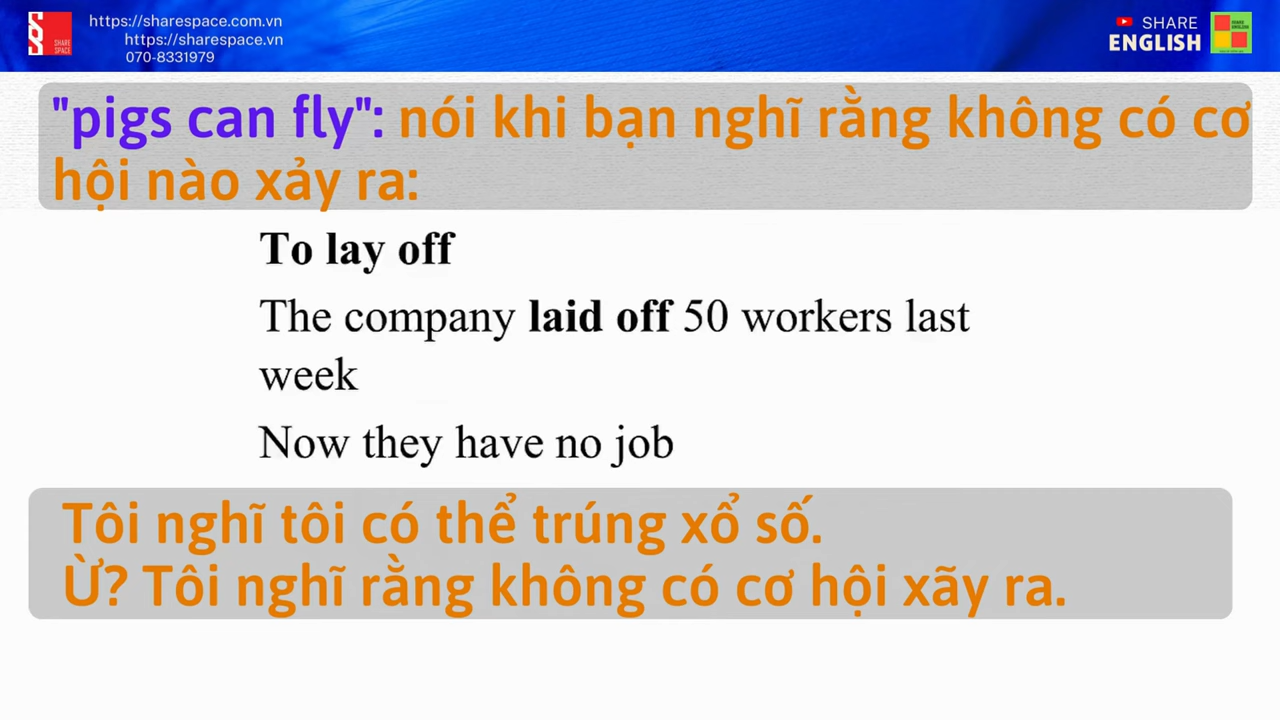 https://sharespace.com.vn
https://sharespace.vn
070-8331979
SHARE
SPACE
SHARE
ENGLISH
"pigs can fly": nói khi bạn nghĩ rằng không có cơ
hội nào xảy ra:
To lay off
The company laid off 50 workers last
week
Now they have no job
Tôi nghĩ tôi có thể trúng xổ số.
Ừ? Tôi nghĩ rằng không có cơ hội xãy ra.